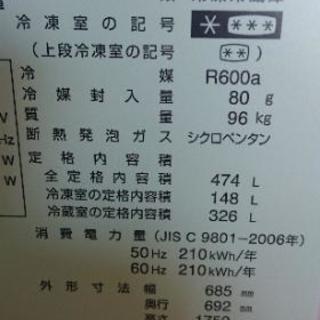 冷凍室の記号 * ***
(上段冷凍室の記号 **)
冷媒 R600a
冷媒封入量 80 g
質量 96 kg
断熱発泡ガス シクロペンタン
定格内容積
全定格内容積 474 L
冷凍室の定格内容積 148 L
冷蔵室の定格内容積 326 L
消費電力量(JIS C 9801-2006年)
50Hz 210kWh/年
60Hz 210kWh/年
外形寸法 幅 685 mm
奥行 692 mm
W
Hz
W
W